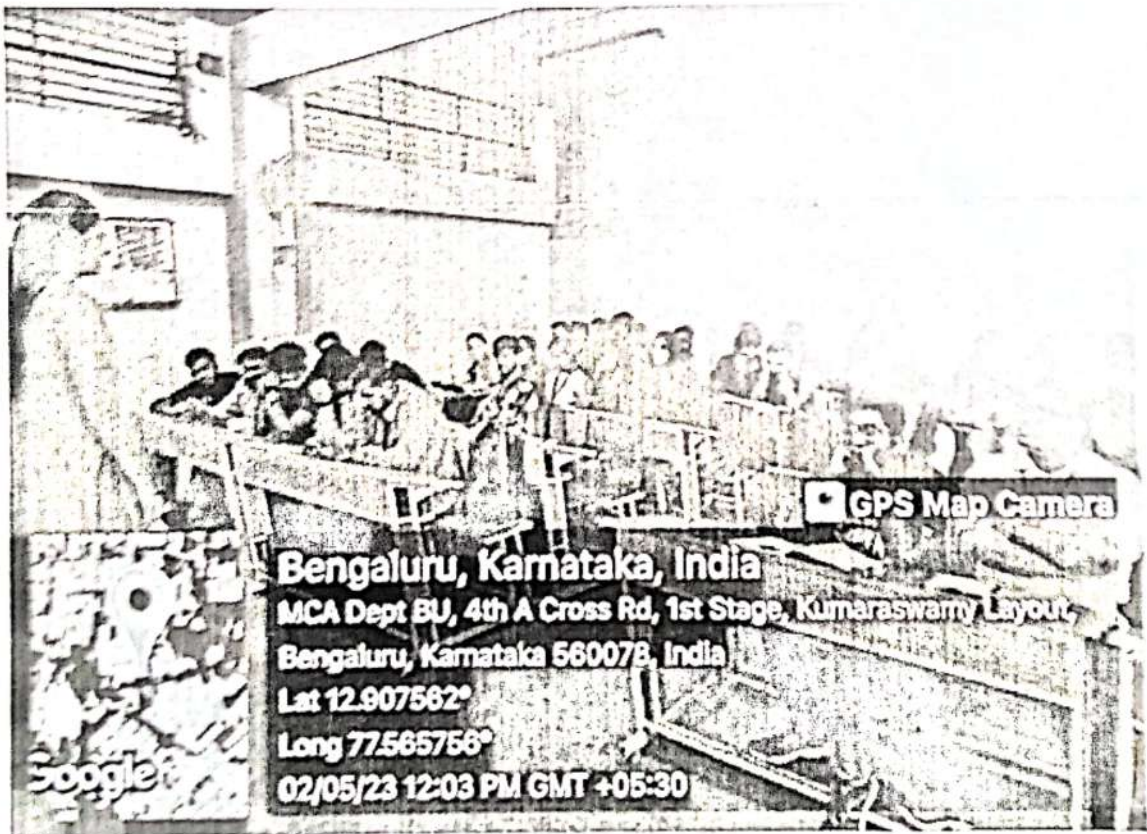 GPS Map Camera
Bengaluru, Karnataka, India
MCA Dept BU, 4th A Cross Rd, 1st Stage, Kumaraswamy Layout,
Bengaluru, Karnataka 560078, India
Lat 12.907562°
Long 77.565756°
02/05/23 12:03 PM GMT +05:30
Google